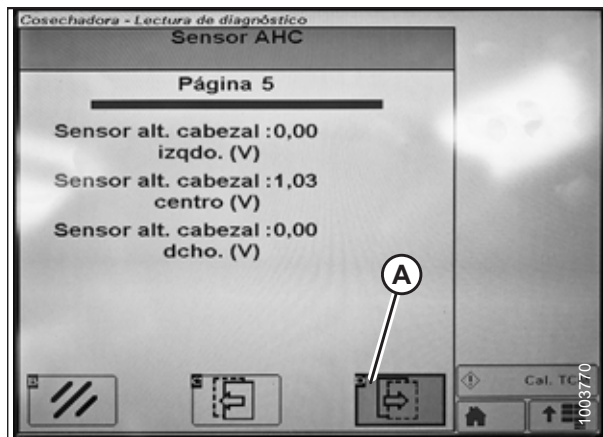 Cosechadora - Lectura de diagnóstico
Sensor AHC
Página 5
Sensor alt. cabezal :0,00
izqdo. (V)
Sensor alt. cabezal :1,03
centro (V)
Sensor alt. cabezal :0,00
dcho. (V)
A
B
G
D
Cal. TC
1003770